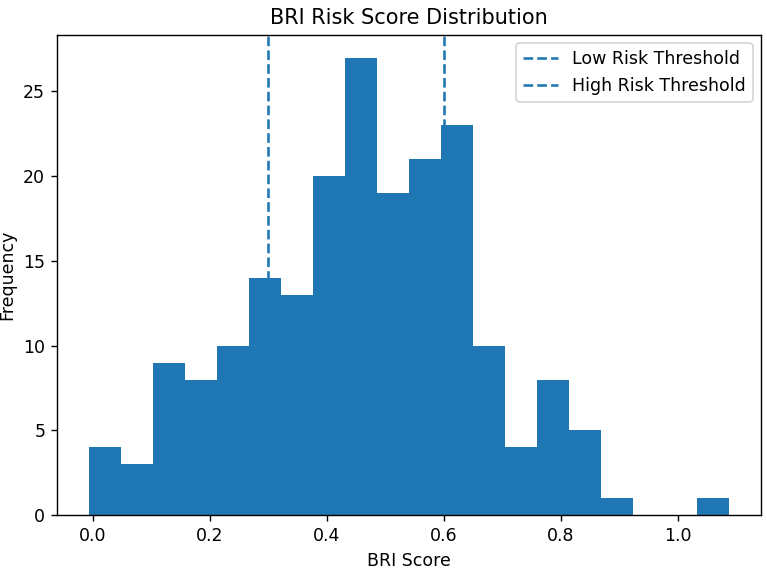 BRI Risk Score Distribution
Low Risk Threshold
High Risk Threshold
Frequency
25
20
15
10
5
0
0.0 0.2 0.4 0.6 0.8 1.0
BRI Score